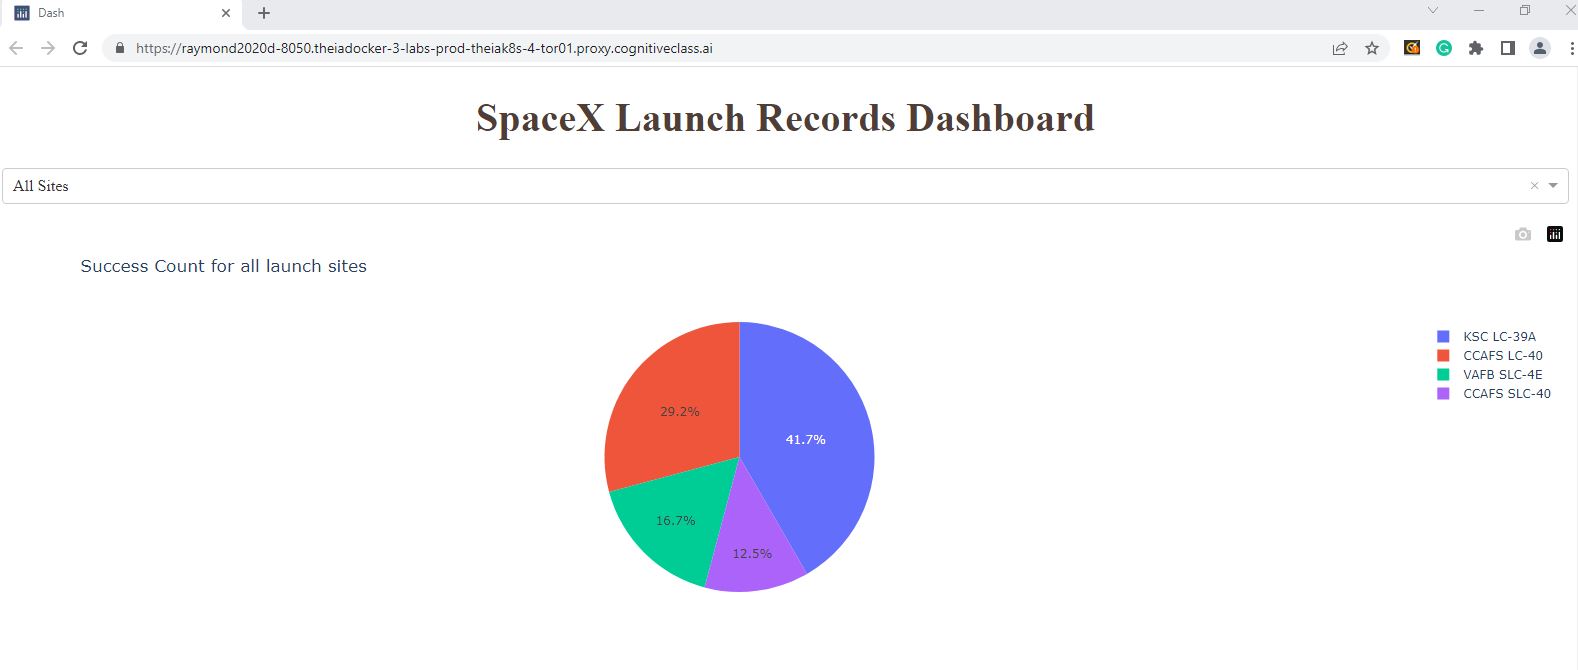 Dash
https://raymond2020d-8050.theiadocker-3-labs-prod-theiak8s-4-tor01.proxy.cognitiveclass.ai
SpaceX Launch Records Dashboard
All Sites
Success Count for all launch sites
KSC LC-39A
CCAFS LC-40
VAFB SLC-4E
CCAFS SLC-40
29.2%
41.7%
16.7%
12.5%